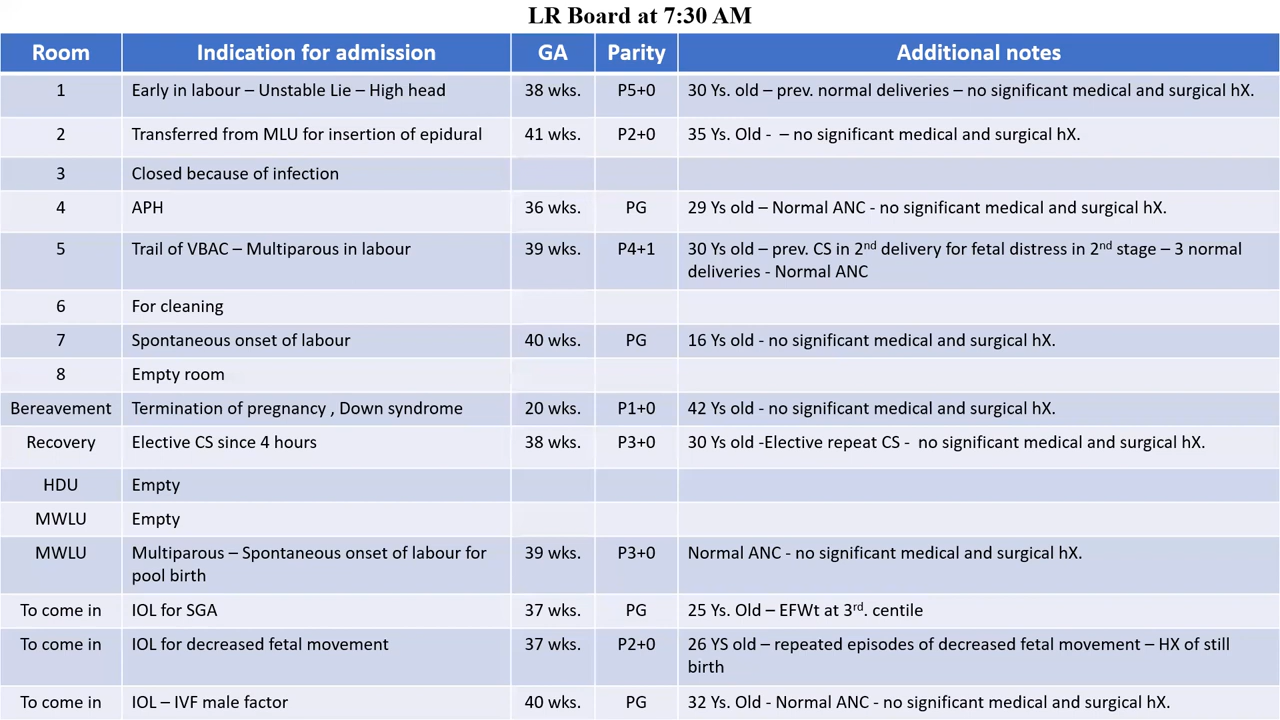 LR Board at 7:30 AM
Room Indication for admission GA Parity Additional notes
1 Early in labour – Unstable Lie – High head 38 wks. P5+0 30 Ys. old – prev. normal deliveries – no significant medical and surgical hX.
2 Transferred from MLU for insertion of epidural 41 wks. P2+0 35 Ys. Old - – no significant medical and surgical hX.
3 Closed because of infection
4 APH 36 wks. PG 29 Ys old – Normal ANC - no significant medical and surgical hX.
5 Trail of VBAC – Multiparous in labour 39 wks. P4+1 30 Ys old – prev. CS in 2nd delivery for fetal distress in 2nd stage – 3 normal
deliveries - Normal ANC
6 For cleaning
7 Spontaneous onset of labour 40 wks. PG 16 Ys old - no significant medical and surgical hX.
8 Empty room
Bereavement Termination of pregnancy , Down syndrome 20 wks. P1+0 42 Ys old - no significant medical and surgical hX.
Recovery Elective CS since 4 hours 38 wks. P3+0 30 Ys old -Elective repeat CS - no significant medical and surgical hX.
HDU Empty
MWLU Empty
MWLU Multiparous – Spontaneous onset of labour for 39 wks. P3+0 Normal ANC - no significant medical and surgical hX.
pool birth
To come in IOL for SGA 37 wks. PG 25 Ys. Old – EFWt at 3rd. centile
To come in IOL for decreased fetal movement 37 wks. P2+0 26 YS old – repeated episodes of decreased fetal movement – HX of still
birth
To come in IOL – IVF male factor 40 wks. PG 32 Ys. Old - Normal ANC - no significant medical and surgical hX.